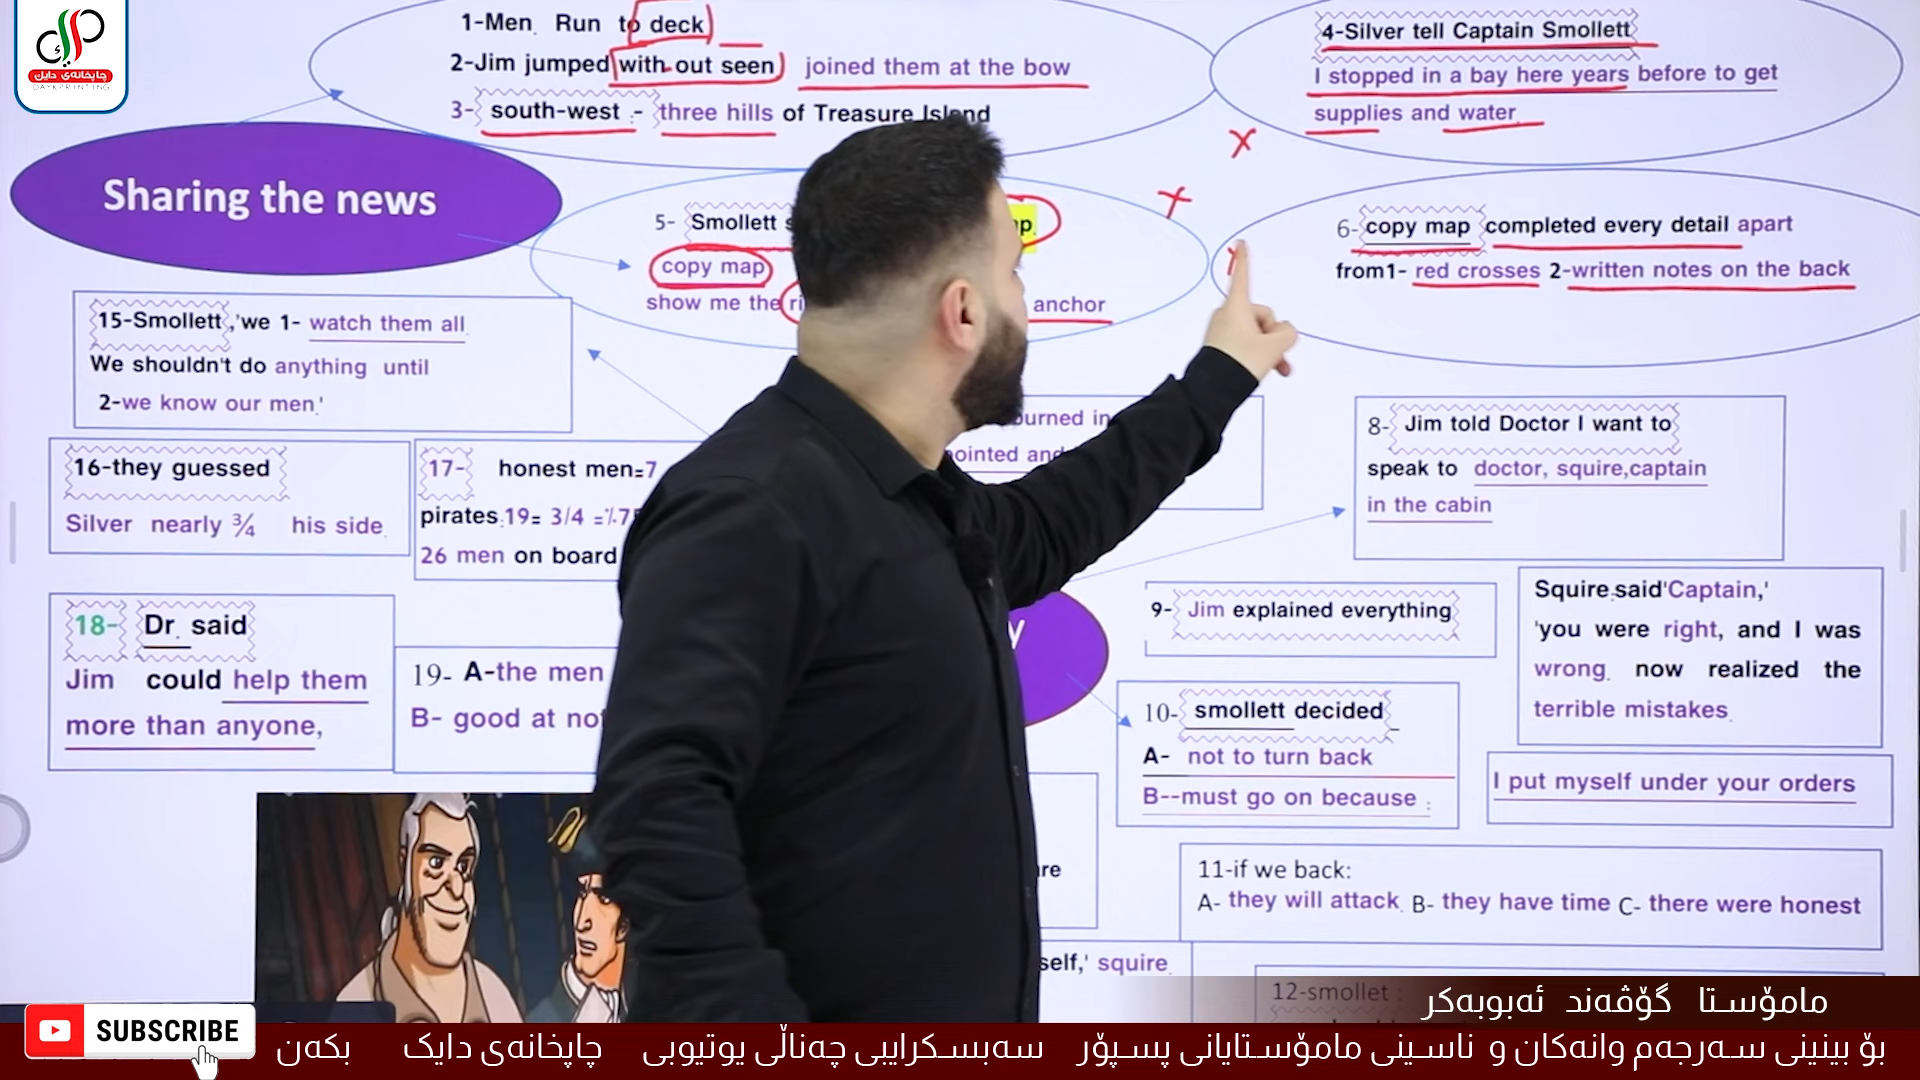 چاپخانەی دایک
DAYKPRINTING
1-Men Run to deck
2-Jim jumped with out seen joined them at the bow
3- south-west - three hills of Treasure Island
4-Silver tell Captain Smollett
I stopped in a bay here years before to get
supplies and water
Sharing the news
5- Smollett
copy map
show me the anchor
6- copy map completed every detail apart
from1- red crosses 2-written notes on the back
15-Smollett,'we 1- watch them all
We shouldn't do anything until
2-we know our men.'
16-they guessed
Silver nearly ¾ his side.
17- honest men=7
pirates 19= 3/4 =
26 men on board
8- Jim told Doctor I want to
speak to doctor, squire,captain
in the cabin
9- Jim explained everything
Squire said'Captain,'
'you were right, and I was
wrong now realized the
terrible mistakes
18- Dr. said
Jim could help them
more than anyone,
19- A-the men
B- good at
10- smollett decided
A- not to turn back
B--must go on because :
I put myself under your orders
11-if we back:
A- they will attack B- they have time C- there were honest
squire
12-smollet :
مامۆستا گۆڤەند ئەبوبەکر
SUBSCRIBE
بۆ بینینی سەرجەم وانەکان و ناسینی مامۆستایانی پسپۆر سەبسکرایبی چەناڵی یوتیوبی چاپخانەی دایک بکەن